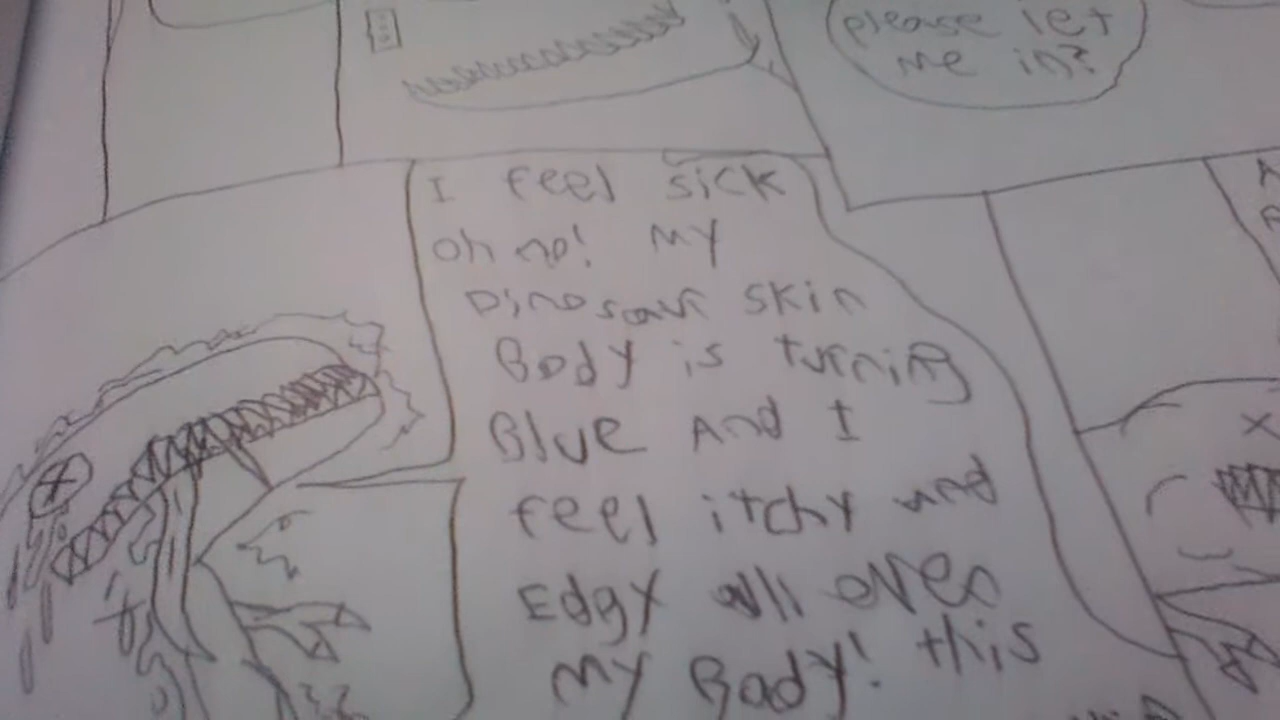 please let
me in?
I feel sick
oh no! My
Dinosaur skin
Body is turning
Blue And I
feel itchy and
Edgy all over
my Body! this